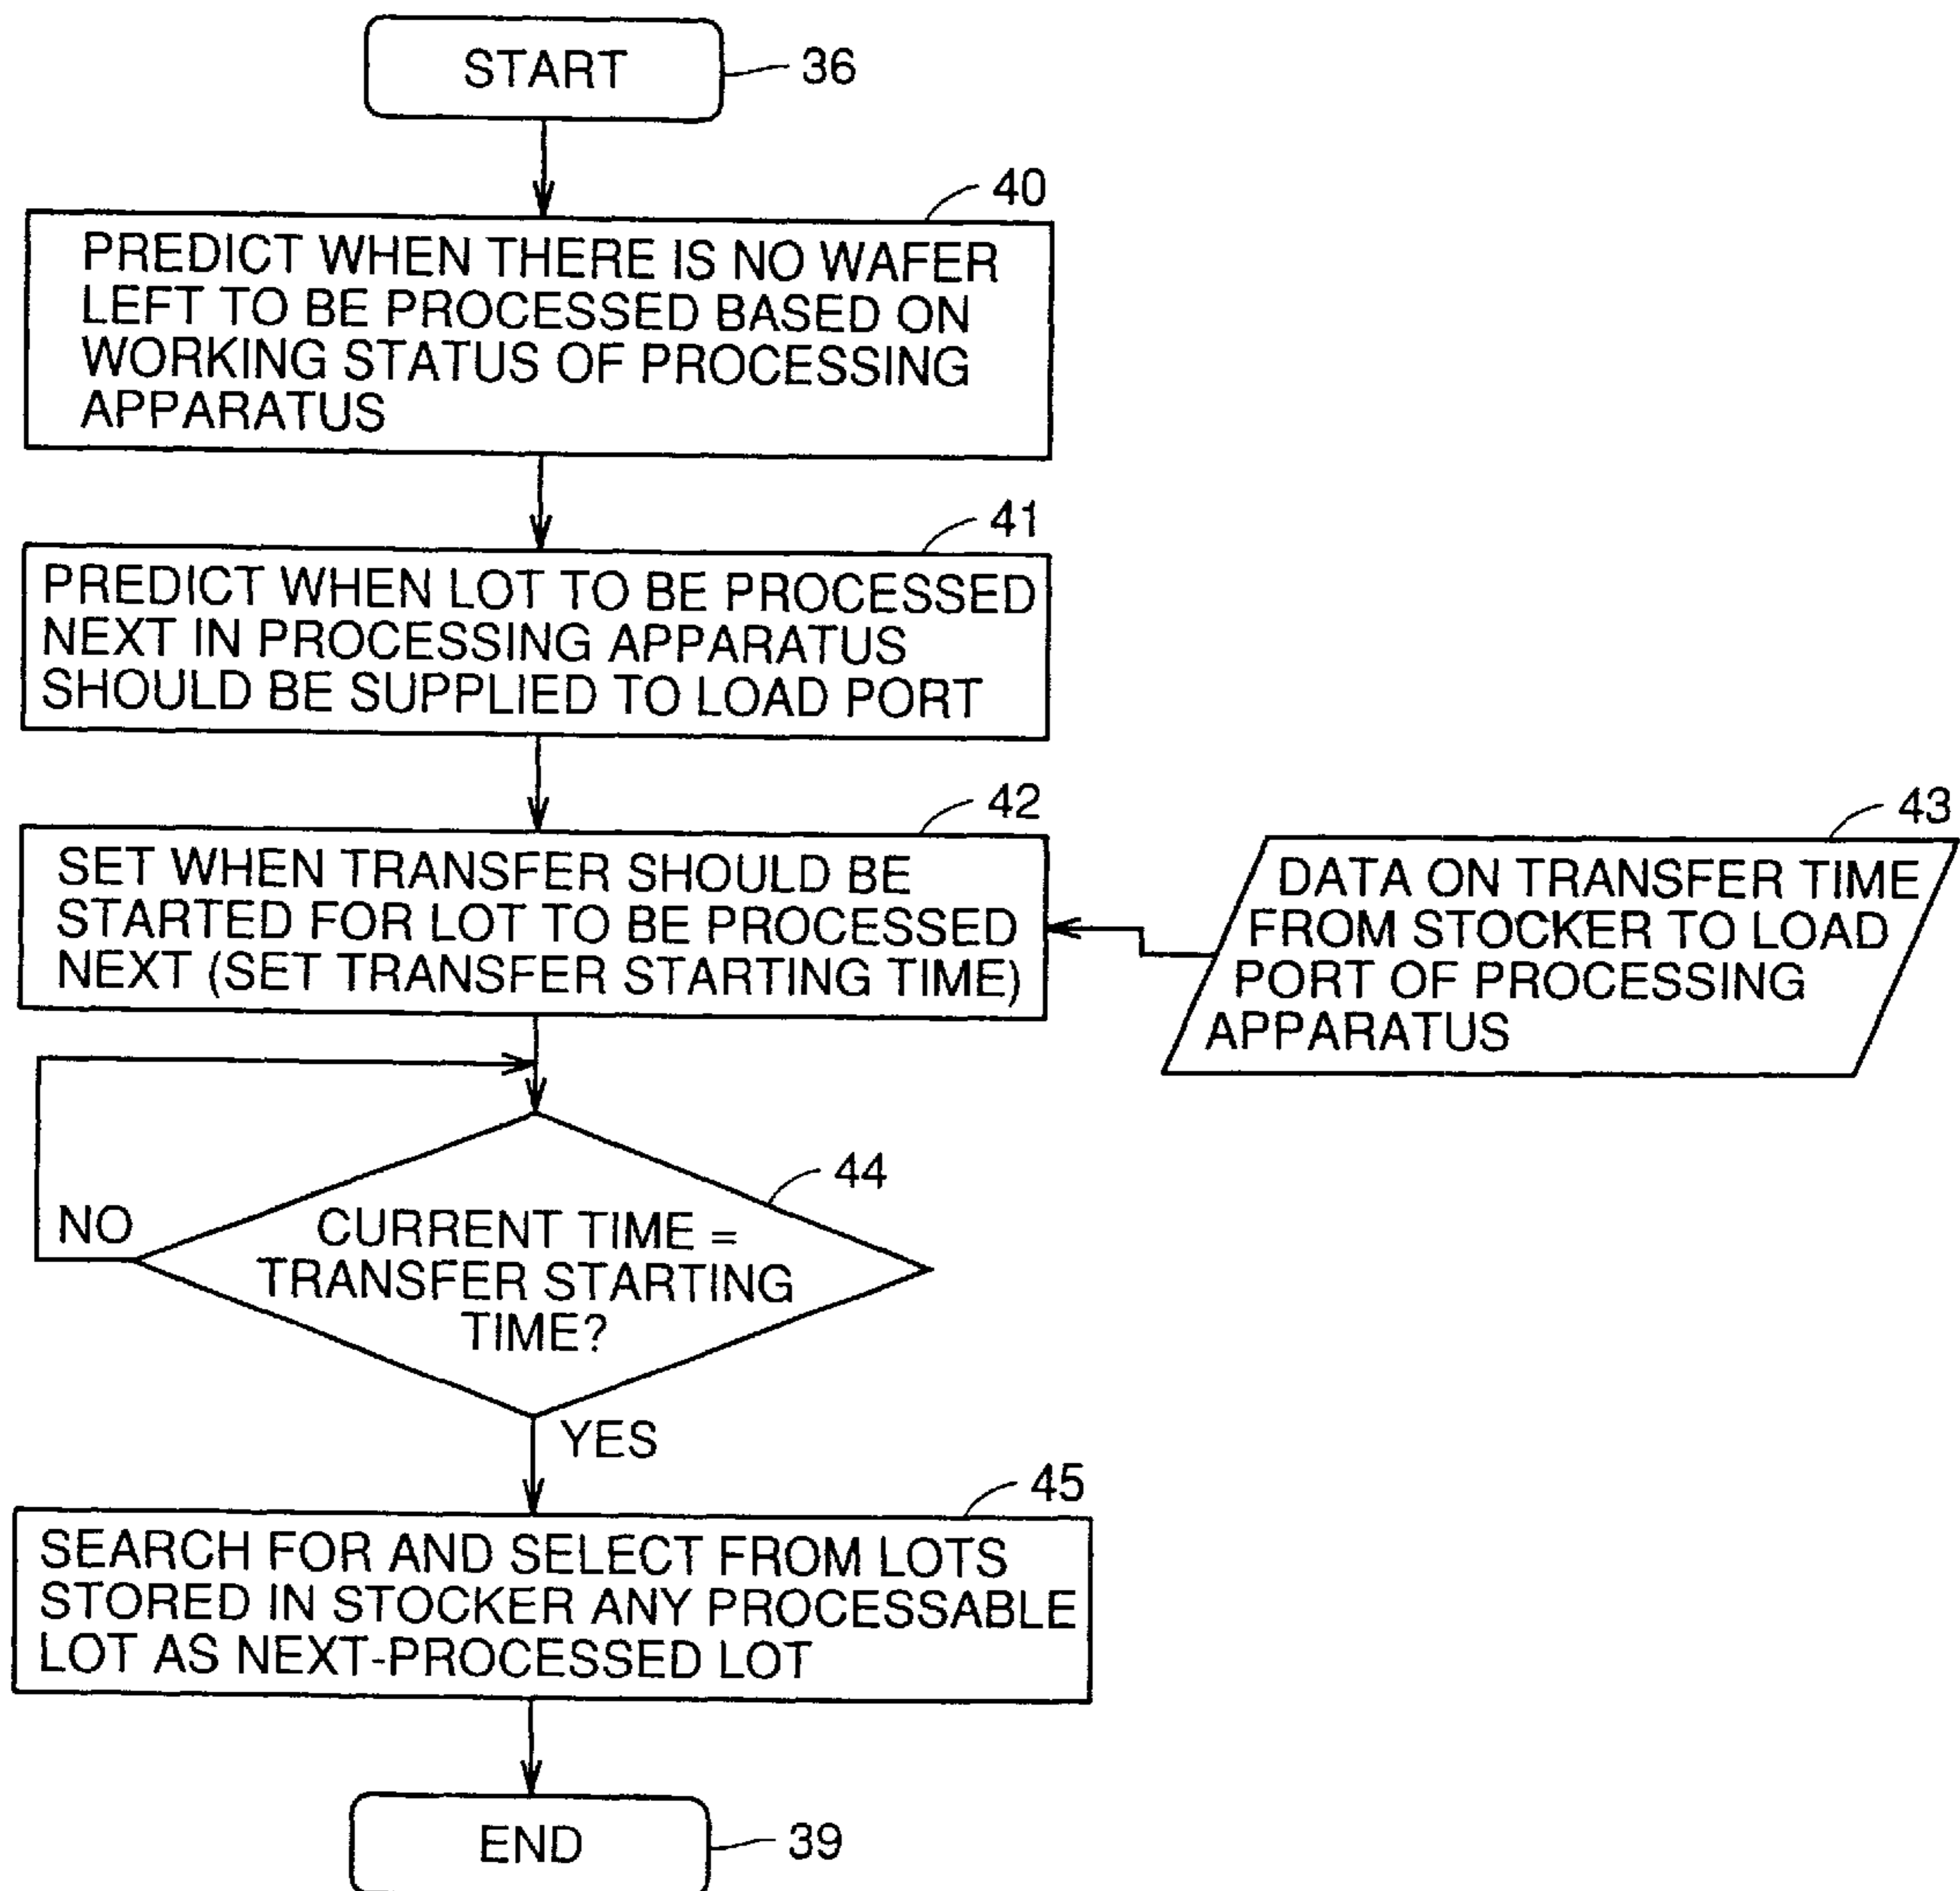 START
36
40
PREDICT WHEN THERE IS NO WAFER
LEFT TO BE PROCESSED BASED ON
WORKING STATUS OF PROCESSING
APPARATUS
41
PREDICT WHEN LOT TO BE PROCESSED
NEXT IN PROCESSING APPARATUS
SHOULD BE SUPPLIED TO LOAD PORT
42
SET WHEN TRANSFER SHOULD BE
STARTED FOR LOT TO BE PROCESSED
NEXT (SET TRANSFER STARTING TIME)
43
DATA ON TRANSFER TIME
FROM STOCKER TO LOAD
PORT OF PROCESSING
APPARATUS
44
NO
CURRENT TIME =
TRANSFER STARTING
TIME?
YES
45
SEARCH FOR AND SELECT FROM LOTS
STORED IN STOCKER ANY PROCESSABLE
LOT AS NEXT-PROCESSED LOT
END
39